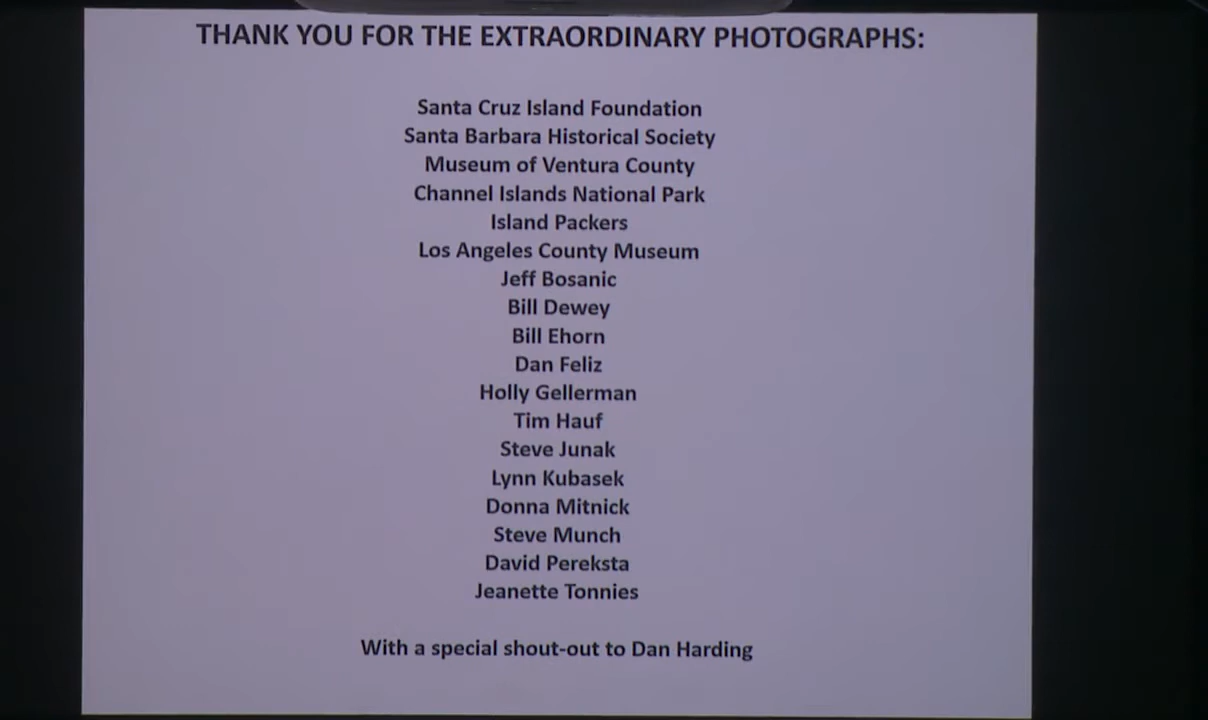 THANK YOU FOR THE EXTRAORDINARY PHOTOGRAPHS:
Santa Cruz Island Foundation
Santa Barbara Historical Society
Museum of Ventura County
Channel Islands National Park
Island Packers
Los Angeles County Museum
Jeff Bosanic
Bill Dewey
Bill Ehorn
Dan Feliz
Holly Gellerman
Tim Hauf
Steve Junak
Lynn Kubasek
Donna Mitnick
Steve Munch
David Pereksta
Jeanette Tonnies
With a special shout-out to Dan Harding